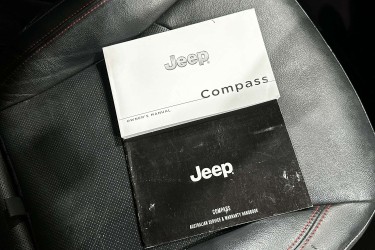 Jeep
Compass
OWNER'S MANUAL
Jeep
COMPASS
AUSTRALIAN SERVICE & WARRANTY HANDBOOK